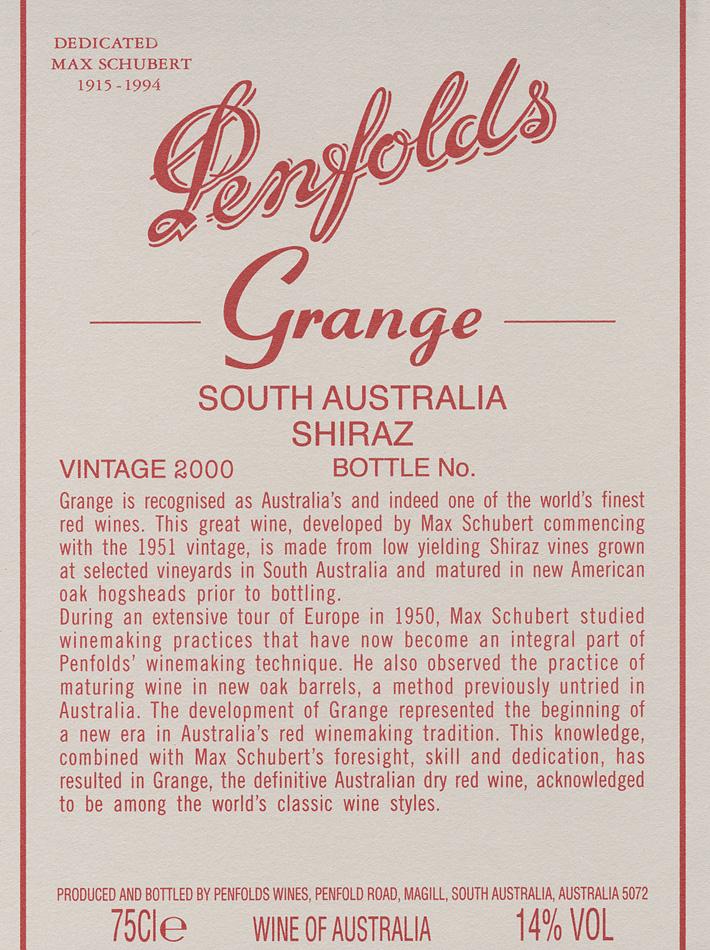 DEDICATED
MAX SCHUBERT
1915 - 1994
Penfolds
Grange
SOUTH AUSTRALIA
SHIRAZ
VINTAGE 2000 BOTTLE No.
Grange is recognised as Australia's and indeed one of the world's finest
red wines. This great wine, developed by Max Schubert commencing
with the 1951 vintage, is made from low yielding Shiraz vines grown
at selected vineyards in South Australia and matured in new American
oak hogsheads prior to bottling.
During an extensive tour of Europe in 1950, Max Schubert studied
winemaking practices that have now become an integral part of
Penfolds' winemaking technique. He also observed the practice of
maturing wine in new oak barrels, a method previously untried in
Australia. The development of Grange represented the beginning of
a new era in Australia's red winemaking tradition. This knowledge,
combined with Max Schubert's foresight, skill and dedication, has
resulted in Grange, the definitive Australian dry red wine, acknowledged
to be among the world's classic wine styles.
PRODUCED AND BOTTLED BY PENFOLDS WINES, PENFOLD ROAD, MAGILL, SOUTH AUSTRALIA, AUSTRALIA 5072
75Cl℮ WINE OF AUSTRALIA 14% VOL